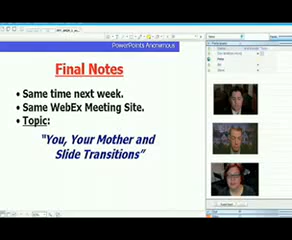 PowerPoints Anonymous
Final Notes
• Same time next week.
• Same WebEx Meeting Site.
• Topic:
"You, Your Mother and
Slide Transitions"